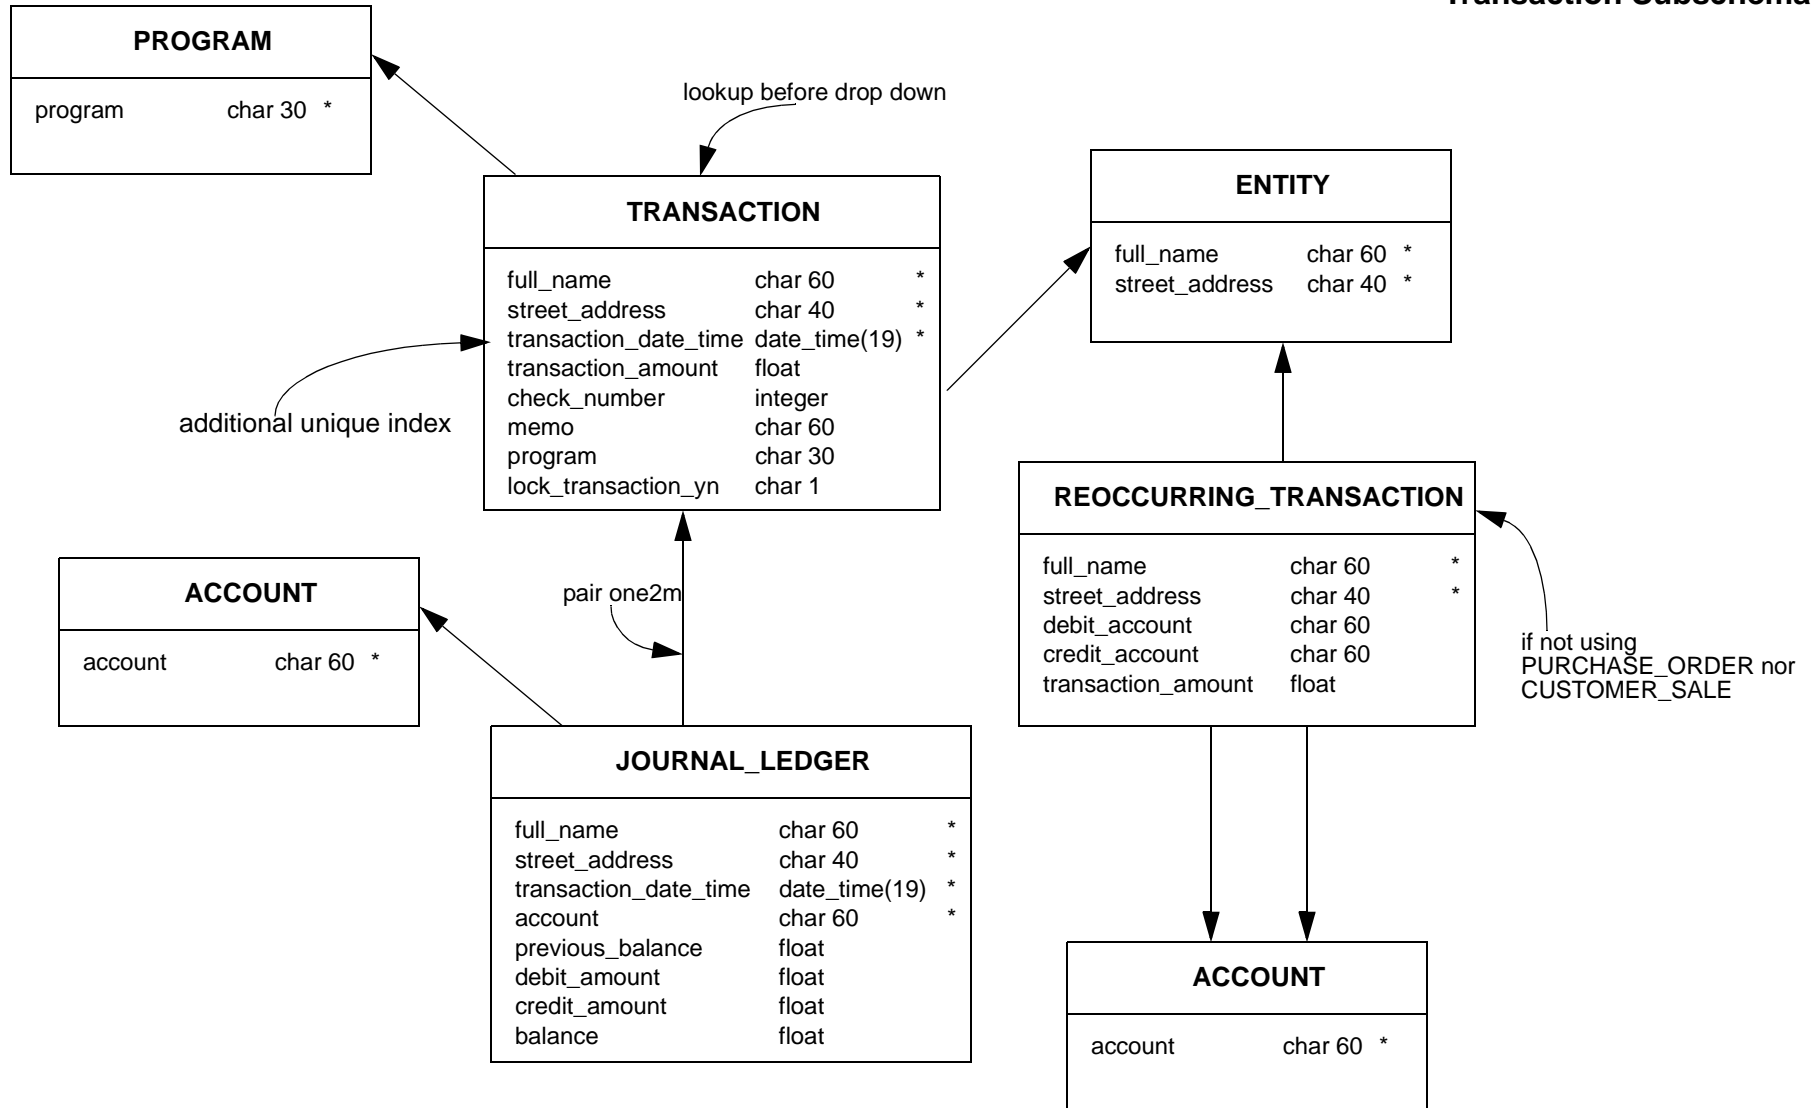 Transaction Subschema
PROGRAM
program char 30 *
lookup before drop down
TRANSACTION
full_name char 60 *
street_address char 40 *
transaction_date_time date_time(19) *
transaction_amount float
check_number integer
memo char 60
program char 30
lock_transaction_yn char 1
additional unique index
ENTITY
full_name char 60 *
street_address char 40 *
REOCCURRING_TRANSACTION
full_name char 60 *
street_address char 40 *
debit_account char 60
credit_account char 60
transaction_amount float
if not using
PURCHASE_ORDER nor
CUSTOMER_SALE
ACCOUNT
account char 60 *
pair one2m
JOURNAL_LEDGER
full_name char 60 *
street_address char 40 *
transaction_date_time date_time(19) *
account char 60 *
previous_balance float
debit_amount float
credit_amount float
balance float
ACCOUNT
account char 60 *